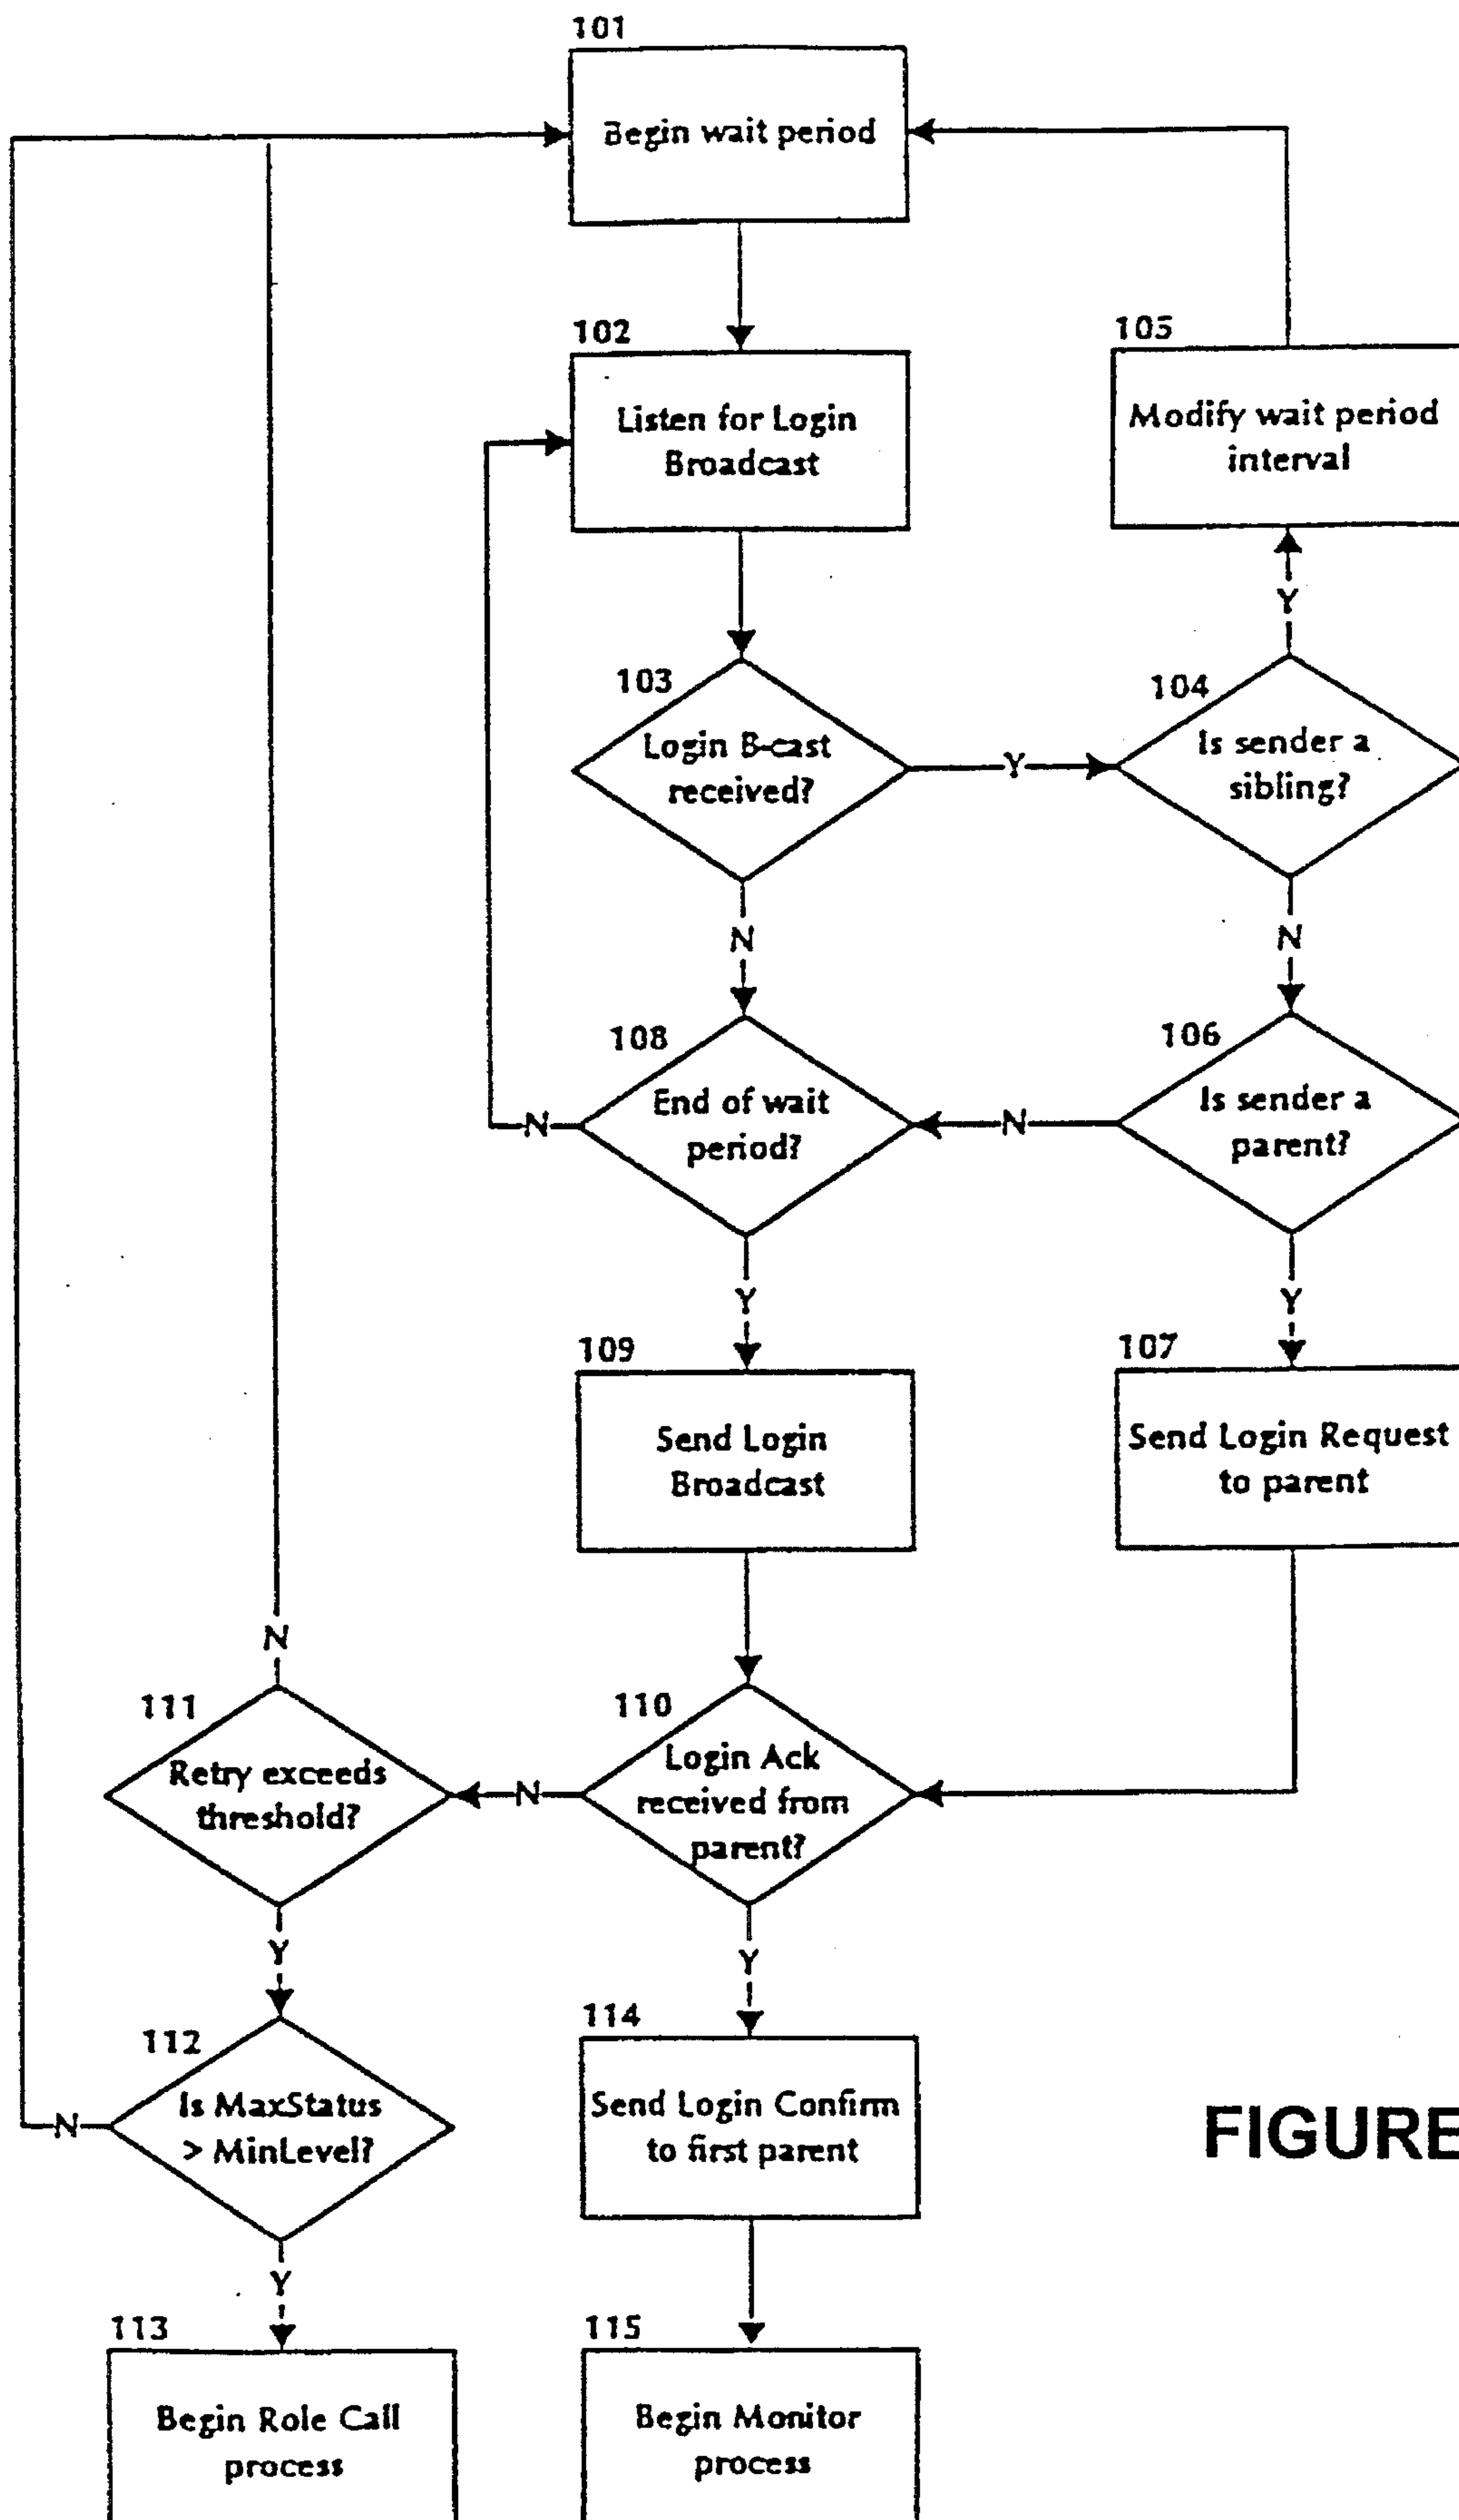 101
Begin wait period
102
Listen for Login
Broadcast
105
Modify wait period
interval
Y
103
Login B-cast
received?
Y
104
Is sender a
sibling?
N
N
108
End of wait
period?
N
106
Is sender a
parent?
N
Y
Y
109
Send Login
Broadcast
107
Send Login Request
to parent
N
111
Retry exceeds
threshold?
N
110
Login Ack
received from
parent?
Y
Y
112
Is MaxStatus
> MinLevel?
N
114
Send Login Confirm
to first parent
FIGURE
Y
113
Begin Role Call
process
115
Begin Monitor
process